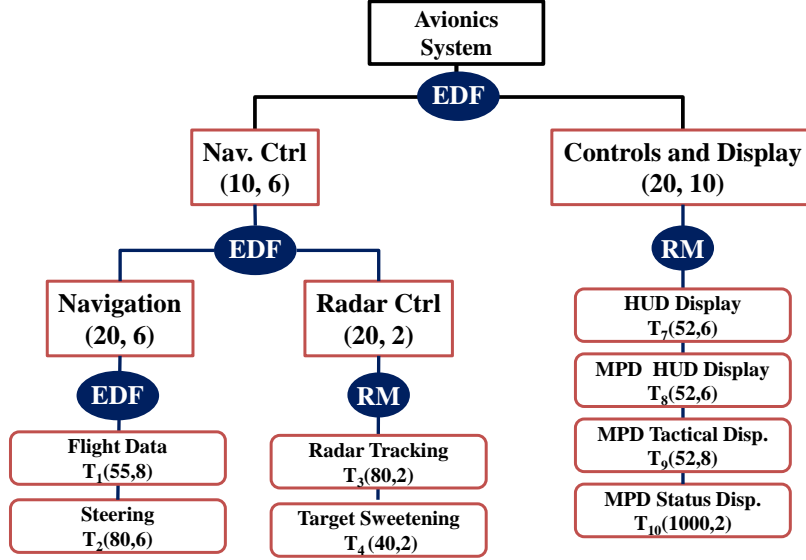 Avionics
System
EDF
Nav. Ctrl
(10, 6)
Controls and Display
(20, 10)
EDF
RM
Navigation
(20, 6)
Radar Ctrl
(20, 2)
HUD Display
T7(52,6)
MPD HUD Display
T8(52,6)
EDF
RM
Flight Data
T1(55,8)
Radar Tracking
T3(80,2)
MPD Tactical Disp.
T9(52,8)
Steering
T2(80,6)
Target Sweetening
T4(40,2)
MPD Status Disp.
T10(1000,2)